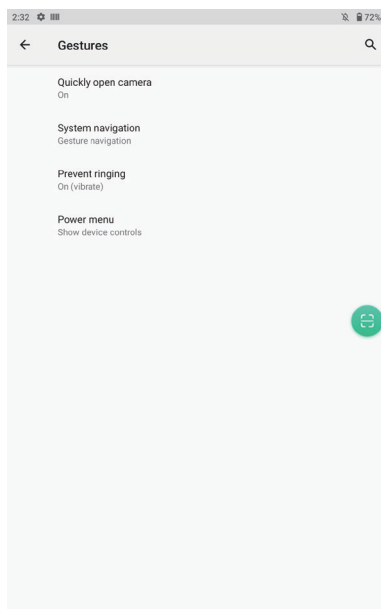 2:32 72%
Gestures
Quickly open camera
On
System navigation
Gesture navigation
Prevent ringing
On (vibrate)
Power menu
Show device controls